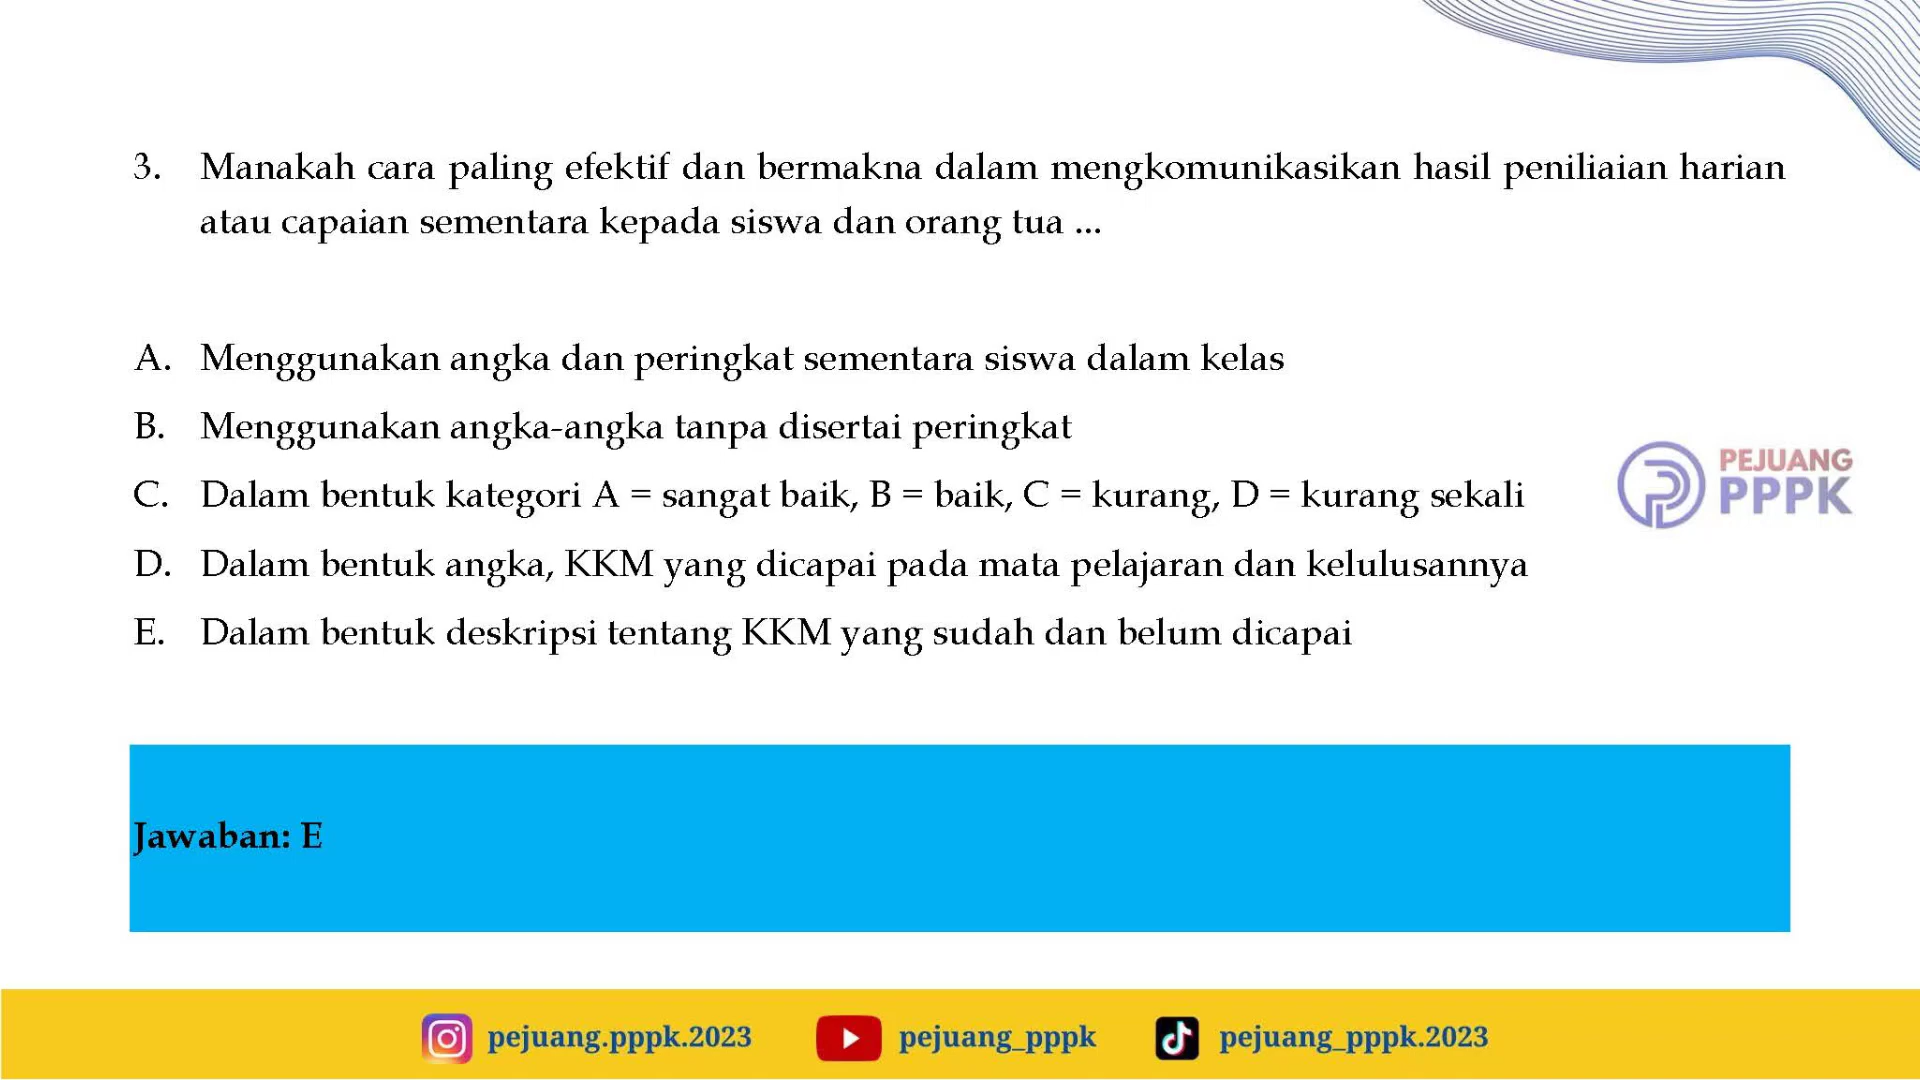 3. Manakah cara paling efektif dan bermakna dalam mengkomunikasikan hasil peniliaian harian
atau capaian sementara kepada siswa dan orang tua ...
A. Menggunakan angka dan peringkat sementara siswa dalam kelas
B. Menggunakan angka-angka tanpa disertai peringkat
C. Dalam bentuk kategori A = sangat baik, B = baik, C = kurang, D = kurang sekali
D. Dalam bentuk angka, KKM yang dicapai pada mata pelajaran dan kelulusannya
E. Dalam bentuk deskripsi tentang KKM yang sudah dan belum dicapai
PEJUANG
PPPK
Jawaban: E
pejuang.pppk.2023 pejuang_pppk pejuang_pppk.2023